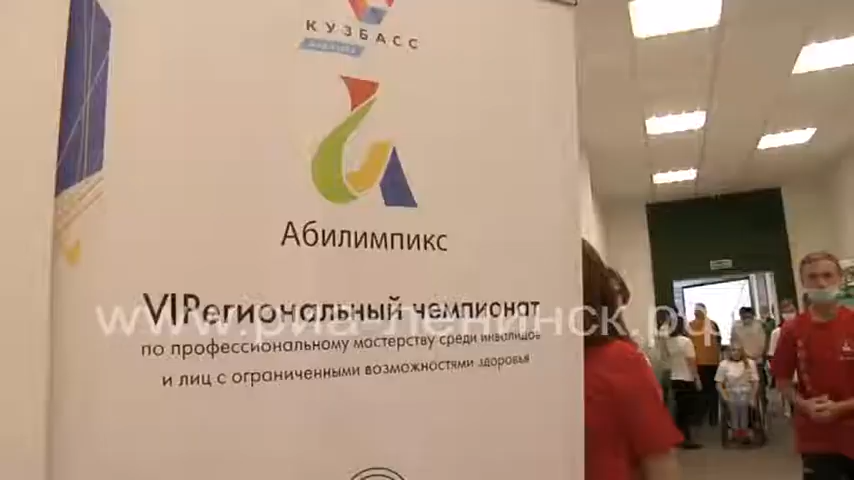 КУЗБАСС
Абилимпикс
VI Региональный чемпионат
по профессиональному мастерству среди инвалидов
и лиц с ограниченными возможностями здоровья
www.риа-ленинск.рф